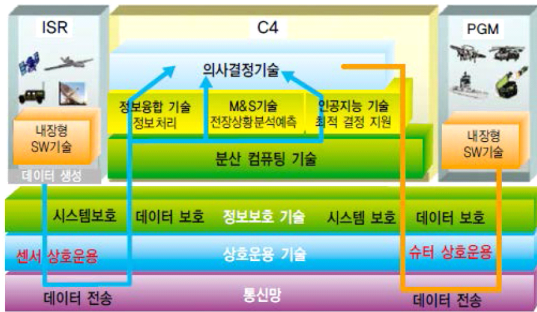 ISR
C4
PGM
의사결정기술
정보융합 기술
정보처리
M&S기술
전장상황분석예측
인공지능 기술
최적 결정 지원
내장형
SW기술
내장형
SW기술
분산 컴퓨팅 기술
데이터 생성
시스템보호 데이터 보호 정보보호 기술 시스템 보호 데이터 보호
센서 상호운용 상호운용 기술 슈터 상호운용
데이터 전송 통신망 데이터 전송